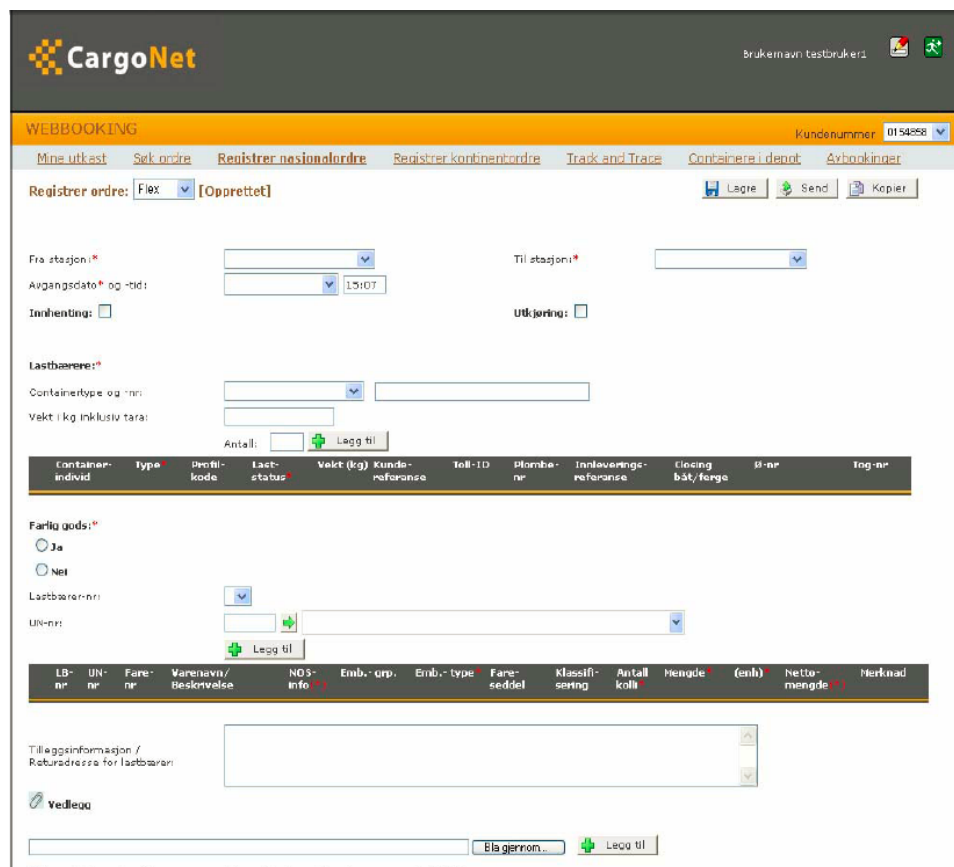 CargoNet
Brukernavn testbruker1
WEBBOOKING
Kundenummer 0154858
Mine utkast Søk ordre Registrer nasjonalordre Registrer kontinentordre Track and Trace Containere i depot Avbookinger
Registrer ordre: Flex [Opprettet] Lagre Send Kopier
Fra stasjon:* Til stasjon:*
Avgangsdato* og -tid: 15:07
Innhenting: Utkjøring:
Lastbærere:*
Containertype og -nr:
Vekt i kg inklusiv tara:
Antall: Legg til
Container- Type* Profil- Last- Vekt (kg) Kunde- Toll-ID Plombe- Innleverings- Closing Ø-nr Tog-nr
individ kode status* referanse nr referanse båt/ferge
Farlig gods:*
Ja
Nei
Lastbærer-nr:
UN-nr:
Legg til
LB- UN- Fare- Varenavn/ NOS- Emb.- grp. Emb.- type* Fare- Klassifi- Antall Mengde* (enh)* Netto- Merknad
nr nr nr Beskrivelse info(*) seddel sering kolli* mengde(*)
Tilleggsinformasjon /
Returadresse for lastbærer:
Vedlegg
Bla gjennom... Legg til